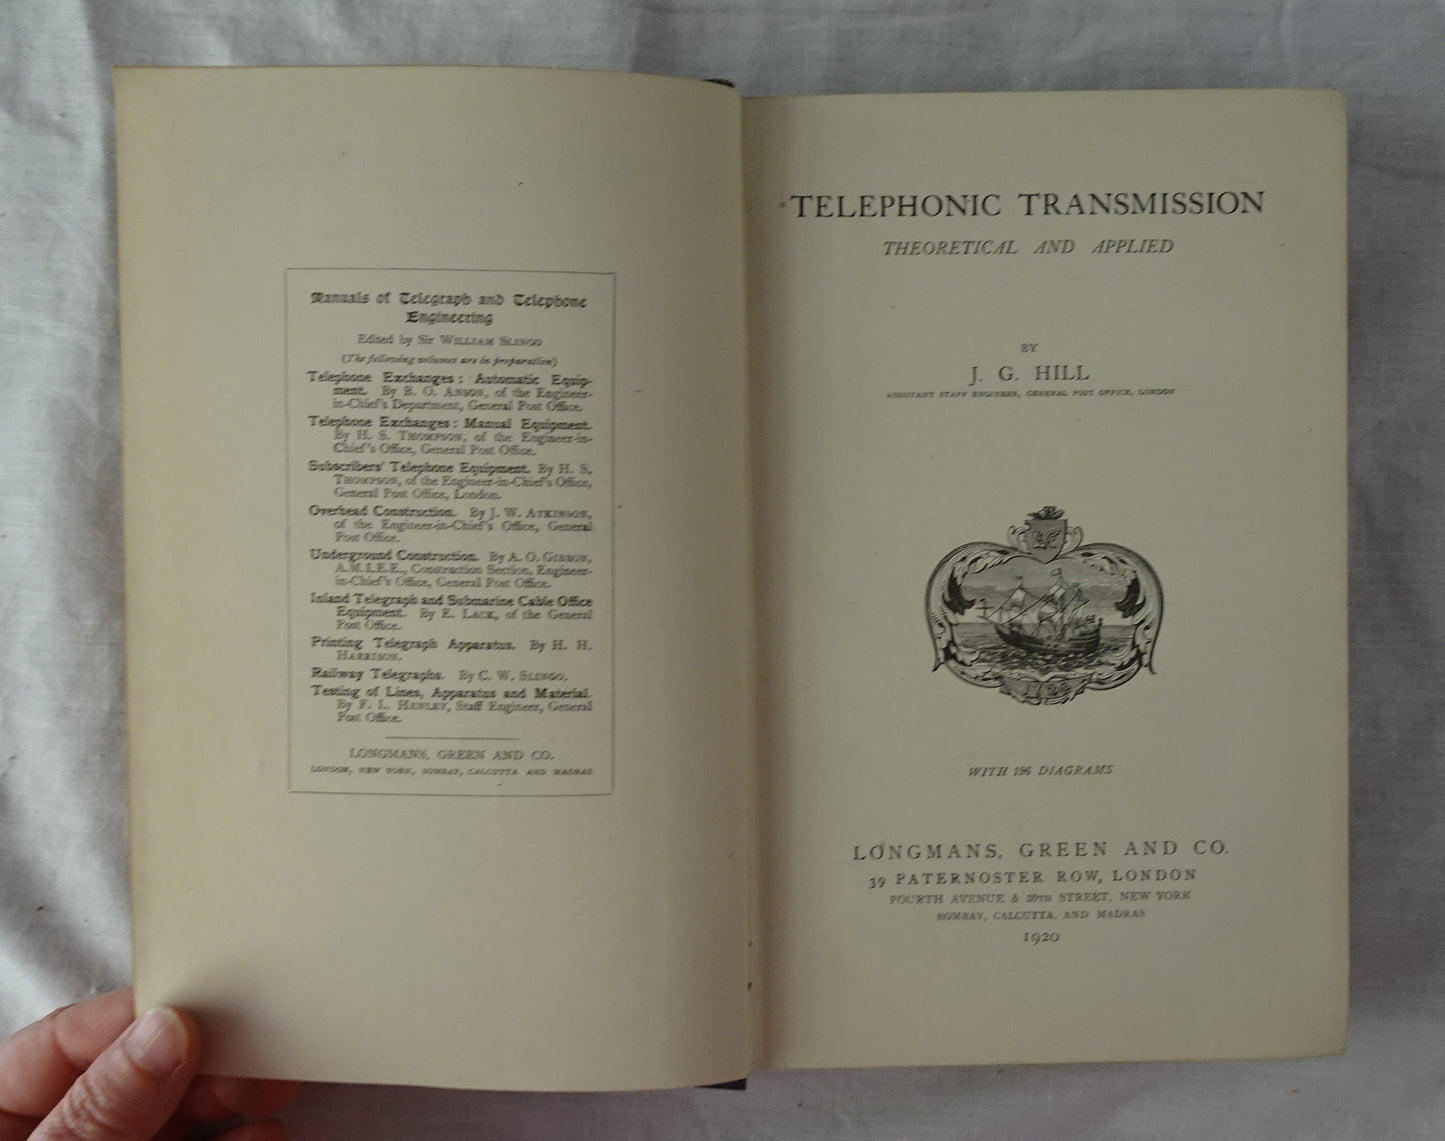 Manuals of Telegraph and Telephone
Engineering
Edited by Sir WILLIAM SLINGO
(The following volumes are in preparation)
Telephone Exchanges: Automatic Equip-
ment. By B. O. ANSON, of the Engineer-
in-Chief's Department, General Post Office.
Telephone Exchanges: Manual Equipment.
By H. S. THOMPSON, of the Engineer-in-
Chief's Office, General Post Office.
Subscribers' Telephone Equipment. By H. S.
THOMPSON, of the Engineer-in-Chief's Office,
General Post Office, London.
Overhead Construction. By J. W. ATKINSON,
of the Engineer-in-Chief's Office, General
Post Office.
Underground Construction. By A. O. GIBBON,
A.M.I.E.E., Construction Section, Engineer-
in-Chief's Office, General Post Office.
Inland Telegraph and Submarine Cable Office
Equipment. By E. LACK, of the General
Post Office.
Printing Telegraph Apparatus. By H. H.
HARRISON.
Railway Telegraphs. By C. W. SLINGO.
Testing of Lines, Apparatus and Material.
By F. L. HENLEY, Staff Engineer, General
Post Office.
LONGMANS, GREEN AND CO.
LONDON, NEW YORK, BOMBAY, CALCUTTA AND MADRAS
TELEPHONIC TRANSMISSION
THEORETICAL AND APPLIED
BY
J. G. HILL
ASSISTANT STAFF ENGINEER, GENERAL POST OFFICE, LONDON
WITH 196 DIAGRAMS
LONGMANS, GREEN AND CO.
39 PATERNOSTER ROW, LONDON
FOURTH AVENUE & 30TH STREET, NEW YORK
BOMBAY, CALCUTTA, AND MADRAS
1920